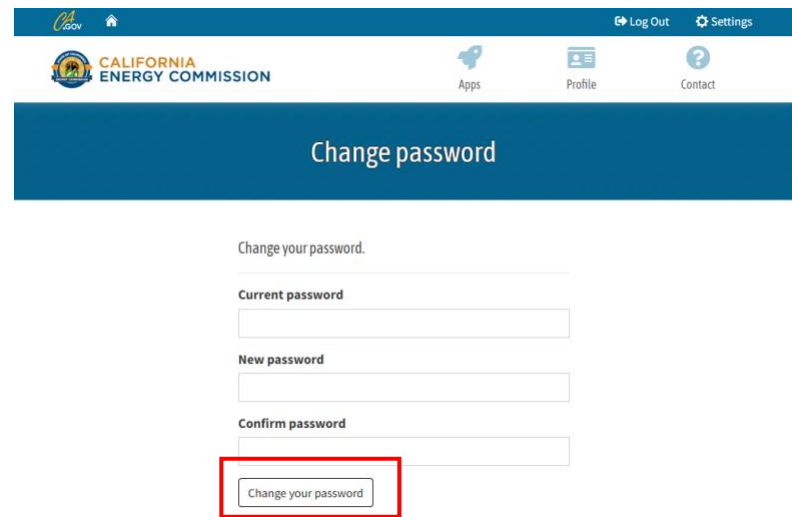 CA.GOV
Log Out Settings
CALIFORNIA
ENERGY COMMISSION
Apps Profile Contact
Change password
Change your password.
Current password
New password
Confirm password
Change your password